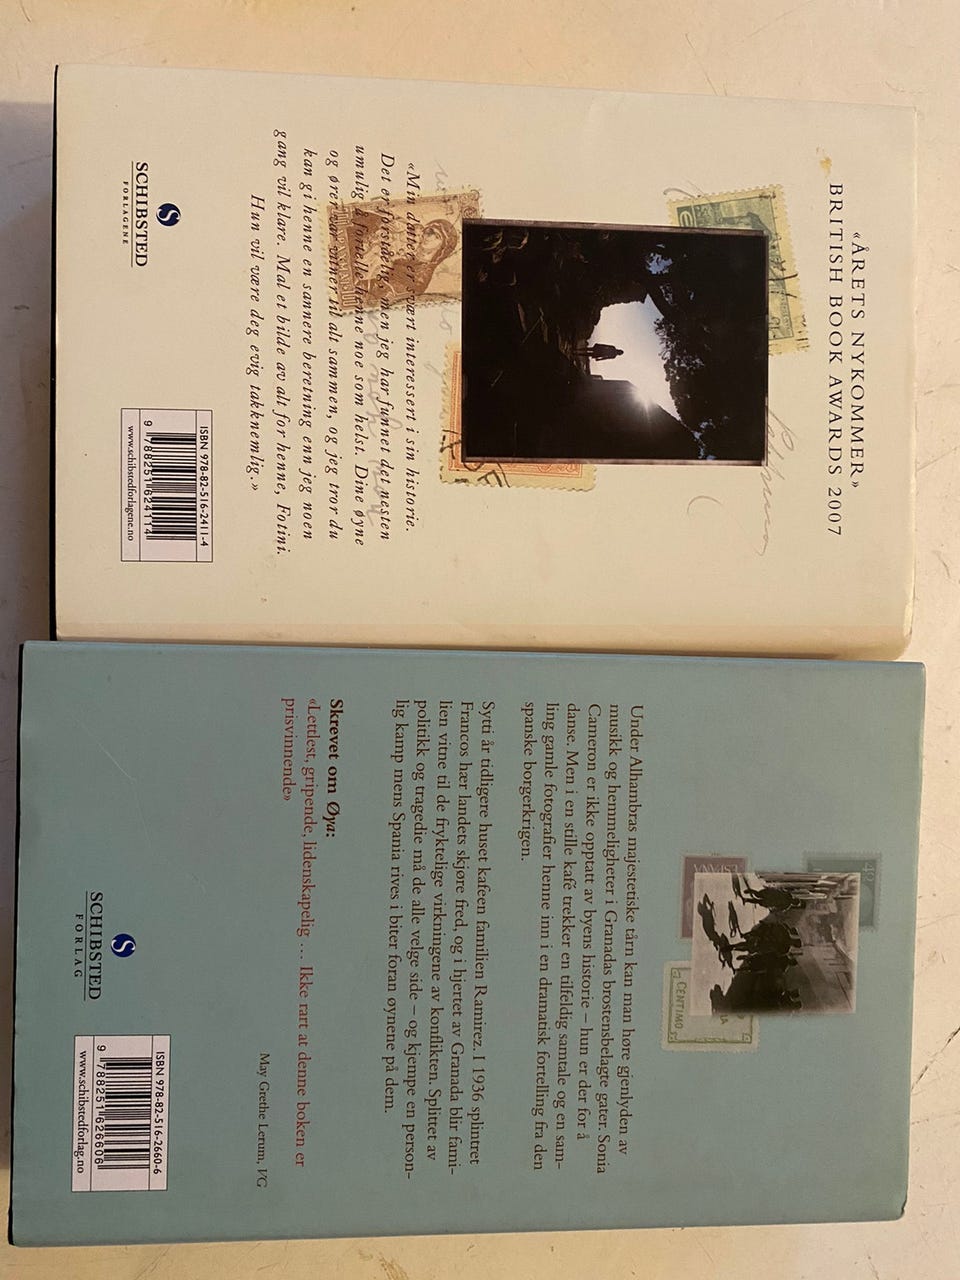 «ÅRETS NYKOMMER»
BRITISH BOOK AWARDS 2007
«Min datter er svært interessert i sin historie.
Det er forståelig, men jeg har funnet det nesten
umulig å fortelle henne noe som helst. Dine øyne
og ører var vitner til alt sammen, og jeg tror du
kan gi henne en sannere beretning enn jeg noen
gang vil klare. Mal et bilde av alt for henne, Fotini.
Hun vil være deg evig takknemlig.»
SCHIBSTED
FORLAGENE
ISBN 978-82-516-2411-4
9 788251 624114
www.schibstedforlagene.no
ESPAÑA
40
CENTIMO
Under Alhambras majestetiske tårn kan man høre gjenlyden av
musikk og hemmeligheter i Granadas brostensbelagte gater. Sonia
Cameron er ikke opptatt av byens historie – hun er der for å
danse. Men i en stille kafé trekker en tilfeldig samtale og en sam-
ling gamle fotografier henne inn i en dramatisk fortelling fra den
spanske borgerkrigen.
Sytti år tidligere huset kafeen familien Ramirez. I 1936 splintret
Francos hær landets skjøre fred, og i hjertet av Granada blir fami-
lien vitne til de fryktelige virkningene av konflikten. Splittet av
politikk og tragedie må de alle velge side – og kjempe en person-
lig kamp mens Spania rives i biter foran øynene på dem.
Skrevet om Øya:
«Lettlest, gripende, lidenskapelig … Ikke rart at denne boken er
prisvinnende»
May Grethe Lerum, VG
SCHIBSTED
FORLAG
ISBN 978-82-516-2660-6
9 788251 626606
www.schibstedforlag.no